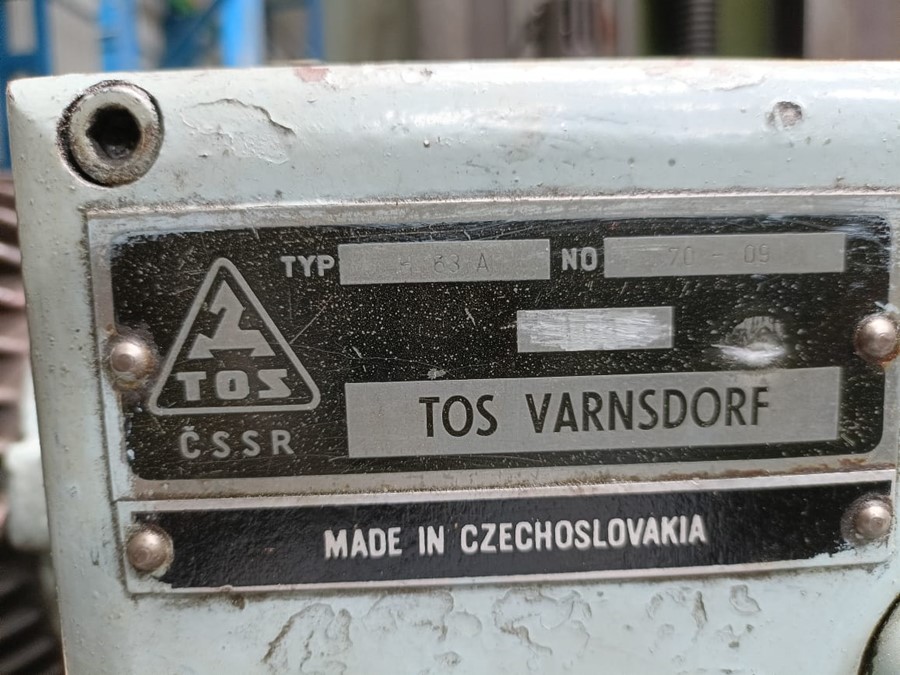 TYP H 63 A NO 70 - 09
TOS
ČSSR
TOS VARNSDORF
MADE IN CZECHOSLOVAKIA